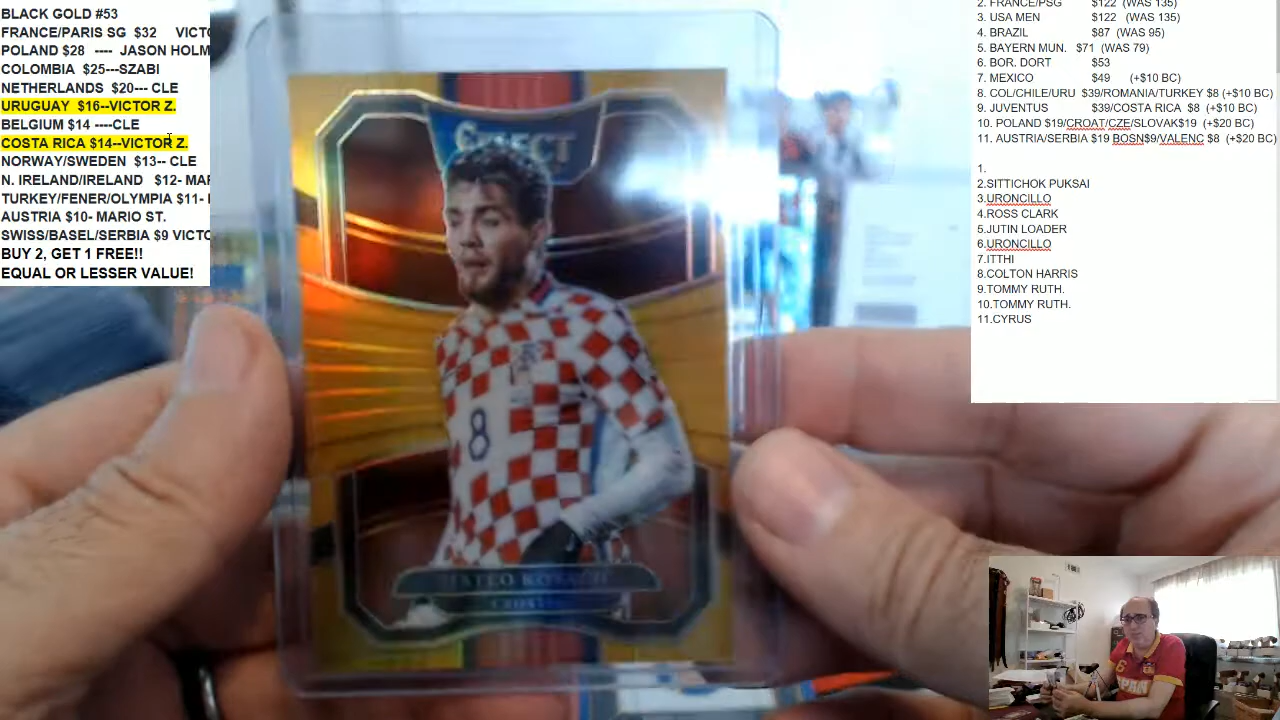 BLACK GOLD #53
FRANCE/PARIS SG $32 VICTO
POLAND $28 ---- JASON HOLM
COLOMBIA $25---SZABI
NETHERLANDS $20--- CLE
URUGUAY $16--VICTOR Z.
BELGIUM $14 ----CLE
COSTA RICA $14--VICTOR Z.
NORWAY/SWEDEN $13-- CLE
N. IRELAND/IRELAND $12- MAR
TURKEY/FENER/OLYMPIA $11-
AUSTRIA $10- MARIO ST.
SWISS/BASEL/SERBIA $9 VICTO
BUY 2, GET 1 FREE!!
EQUAL OR LESSER VALUE!
SELECT
8
MATEO KOVACIC
CROATIA
2. FRANCE/PSG $122 (WAS 135)
3. USA MEN $122 (WAS 135)
4. BRAZIL $87 (WAS 95)
5. BAYERN MUN. $71 (WAS 79)
6. BOR. DORT $53
7. MEXICO $49 (+$10 BC)
8. COL/CHILE/URU $39/ROMANIA/TURKEY $8 (+$10 BC)
9. JUVENTUS $39/COSTA RICA $8 (+$10 BC)
10. POLAND $19/CROAT/CZE/SLOVAK$19 (+$20 BC)
11. AUSTRIA/SERBIA $19 BOSN$9/VALENC $8 (+$20 BC)
1.
2.SITTICHOK PUKSAI
3.URONCILLO
4.ROSS CLARK
5.JUTIN LOADER
6.URONCILLO
7.ITTHI
8.COLTON HARRIS
9.TOMMY RUTH.
10.TOMMY RUTH.
11.CYRUS
6
SPAIN